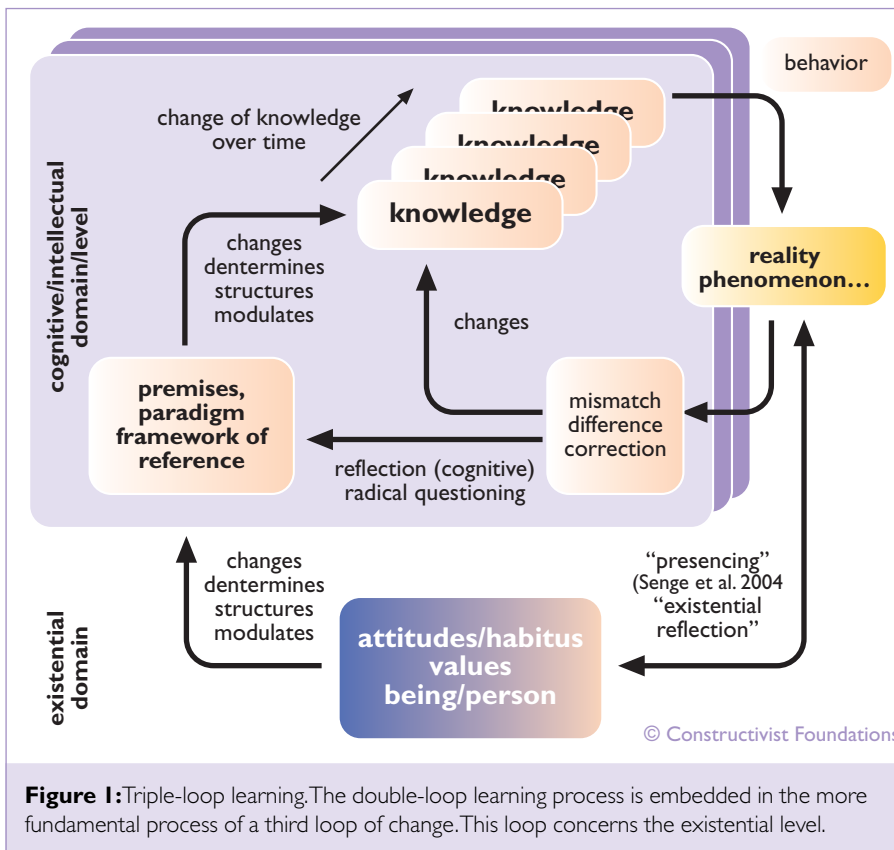 behavior
change of knowledge
over time
knowledge
knowledge
knowledge
knowledge
cognitive/intellectual
domain/level
changes
dentermines
structures
modulates
reality
phenomenon...
changes
premises,
paradigm
framework of
reference
mismatch
difference
correction
reflection (cognitive)
radical questioning
existential
domain
changes
dentermines
structures
modulates
"presencing"
(Senge et al. 2004
"existential
reflection"
attitudes/habitus
values
being/person
© Constructivist Foundations
Figure 1: Triple-loop learning. The double-loop learning process is embedded in the more
fundamental process of a third loop of change. This loop concerns the existential level.